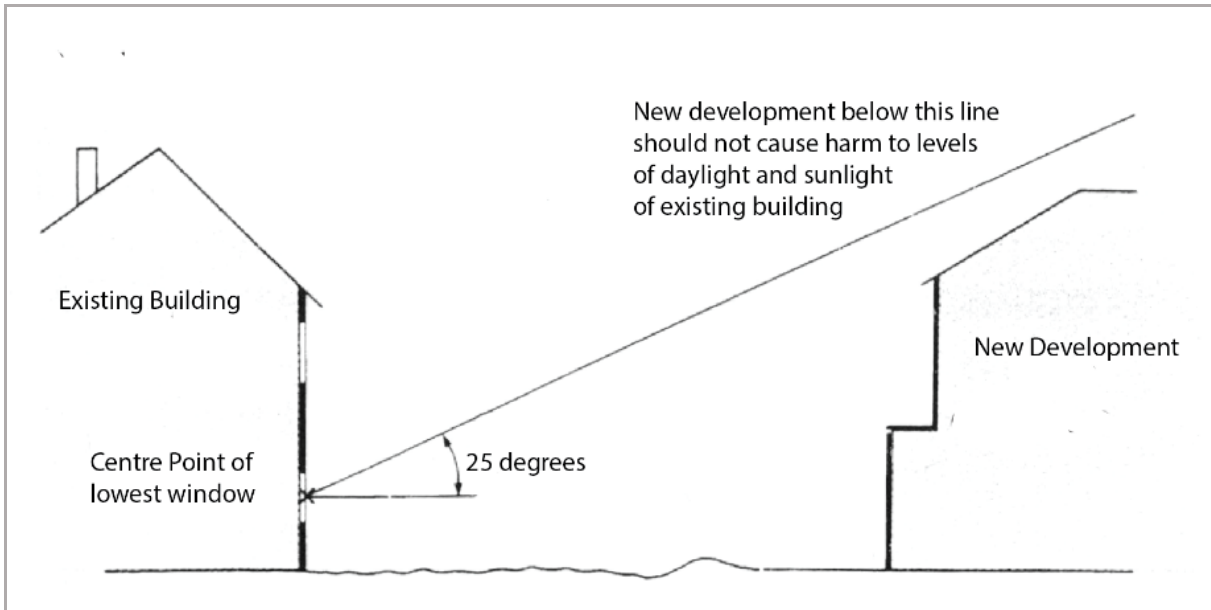 New development below this line
should not cause harm to levels
of daylight and sunlight
of existing building
Existing Building
New Development
Centre Point of
lowest window
25 degrees